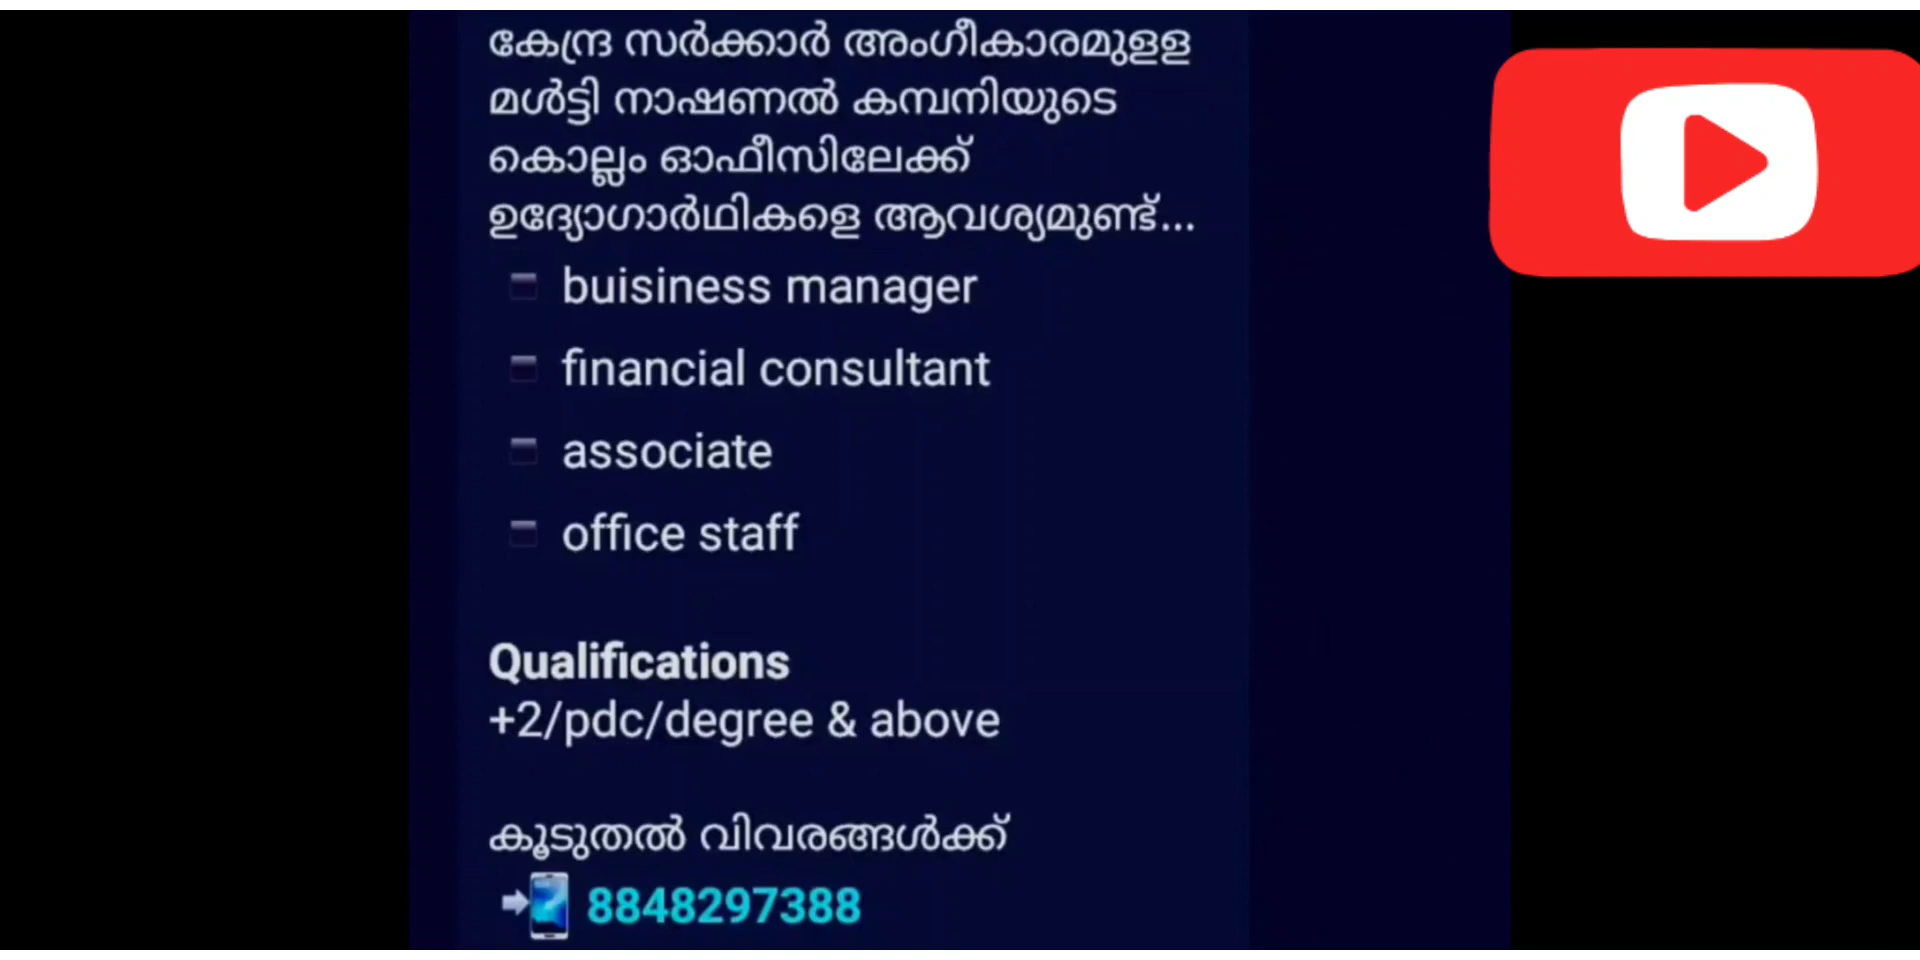 കേന്ദ്ര സർക്കാർ അംഗീകാരമുളള
മൾട്ടി നാഷണൽ കമ്പനിയുടെ
കൊല്ലം ഓഫീസിലേക്ക്
ഉദ്യോഗാർഥികളെ ആവശ്യമുണ്ട്...
buisiness manager
financial consultant
associate
office staff
Qualifications
+2/pdc/degree & above
കൂടുതൽ വിവരങ്ങൾക്ക്
8848297388